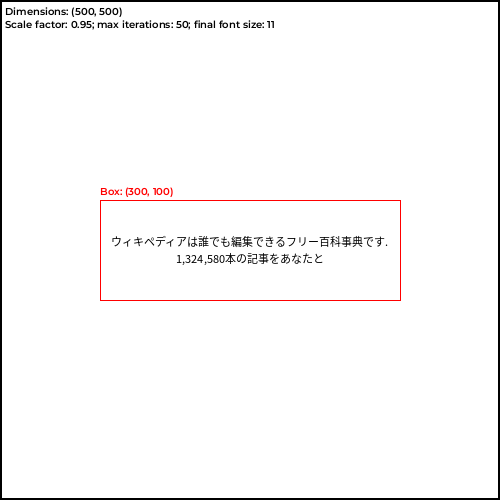 Dimensions: (500, 500)
Scale factor: 0.95; max iterations: 50; final font size: 11
Box: (300, 100)
ウィキペディアは誰でも編集できるフリー百科事典です.
1,324,580本の記事をあなたと